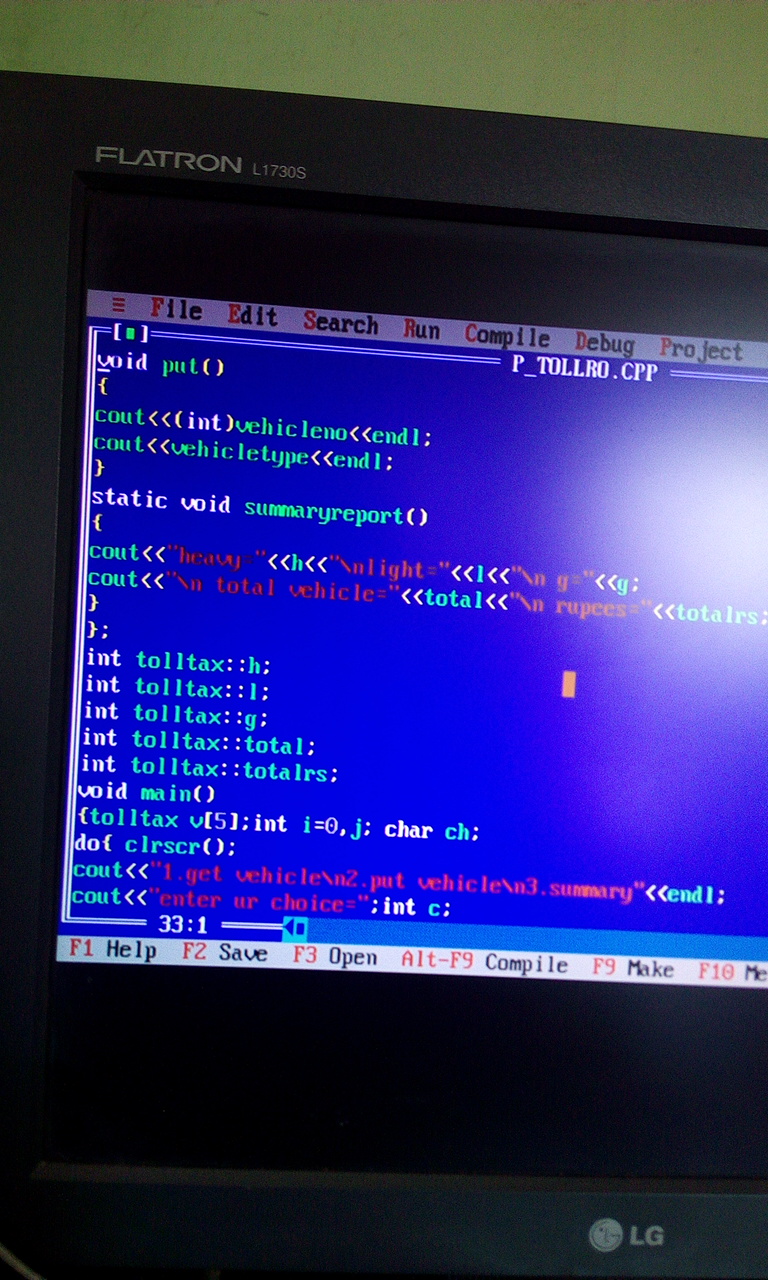 FLATRON L1730S
≡ File Edit Search Run Compile Debug Project
[■] P_TOLLRO.CPP
void put()
{
cout<<(int)vehicleno<<endl;
cout<<vehicletype<<endl;
}
static void summaryreport()
{
cout<<"heavy="<<h<<"\nlight="<<l<<"\n g="<<g;
cout<<"\n total vehicle="<<total<<"\n rupees="<<totalrs;
}
};
int tolltax::h;
int tolltax::l;
int tolltax::g;
int tolltax::total;
int tolltax::totalrs;
void main()
{tolltax v[5];int i=0,j; char ch;
do{ clrscr();
cout<<"1.get vehicle\n2.put vehicle\n3.summary"<<endl;
cout<<"enter ur choice=";int c;
33:1
F1 Help F2 Save F3 Open Alt-F9 Compile F9 Make F10 Me
LG